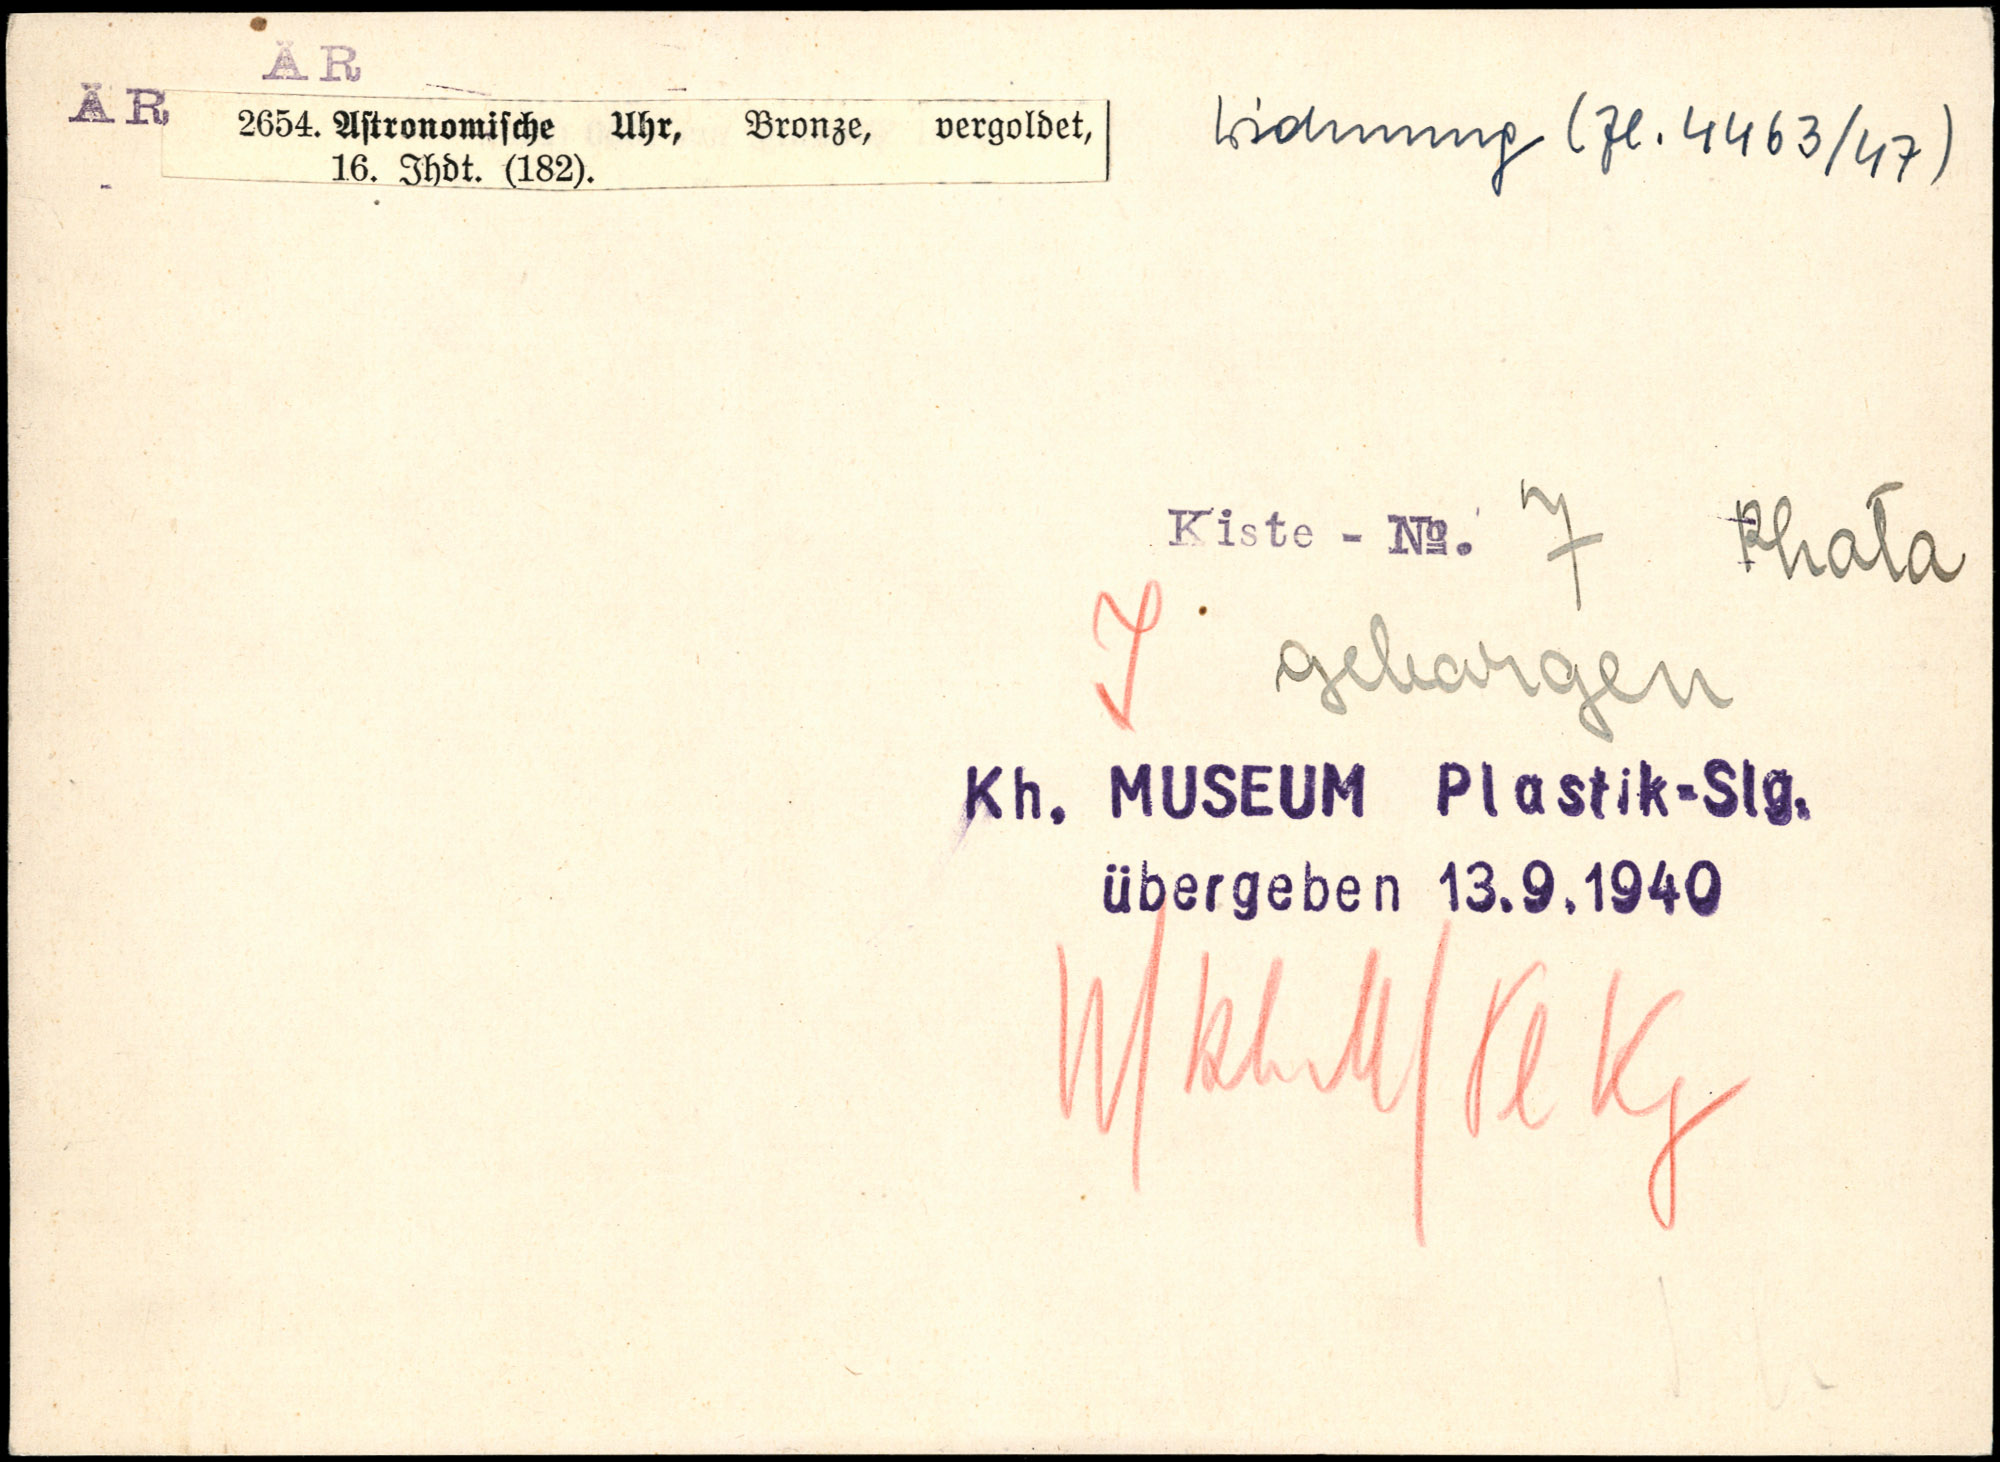 ÄR
ÄR
2654. Astronomische Uhr, Bronze, vergoldet,
16. Jhdt. (182).
Widmung (Zl. 4463/47)
Kiste - No. 7 Photo
geborgen
Kh. MUSEUM Plastik-Slg.
übergeben 13.9.1940